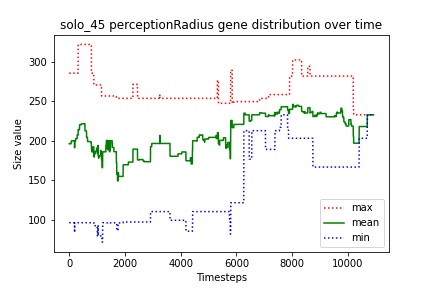 solo_45 perceptionRadius gene distribution over time
Size value
300
250
200
150
100
0
2000
4000
6000
8000
10000
Timesteps
max
mean
min